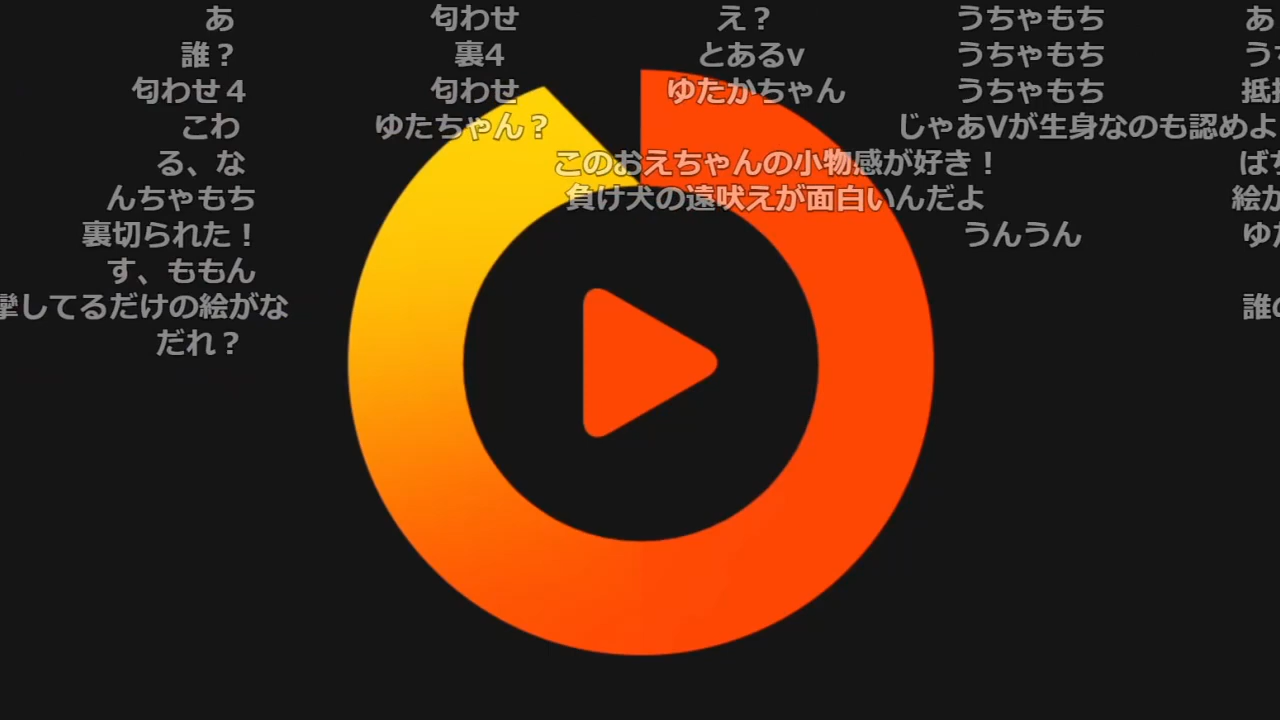 あ 匂わせ え？ うちゃもち あ
誰？ 裏4 とあるv うちゃもち う
匂わせ４ 匂わせ ゆたかちゃん うちゃもち
こわ ゆたちゃん？ じゃあVが生身なのも認めよ
る、な このおえちゃんの小物感が好き！ ば
んちゃもち 負け犬の遠吠えが面白いんだよ
裏切られた！ うんうん ゆ
す、ももん
してるだけの絵がな 誰
だれ？